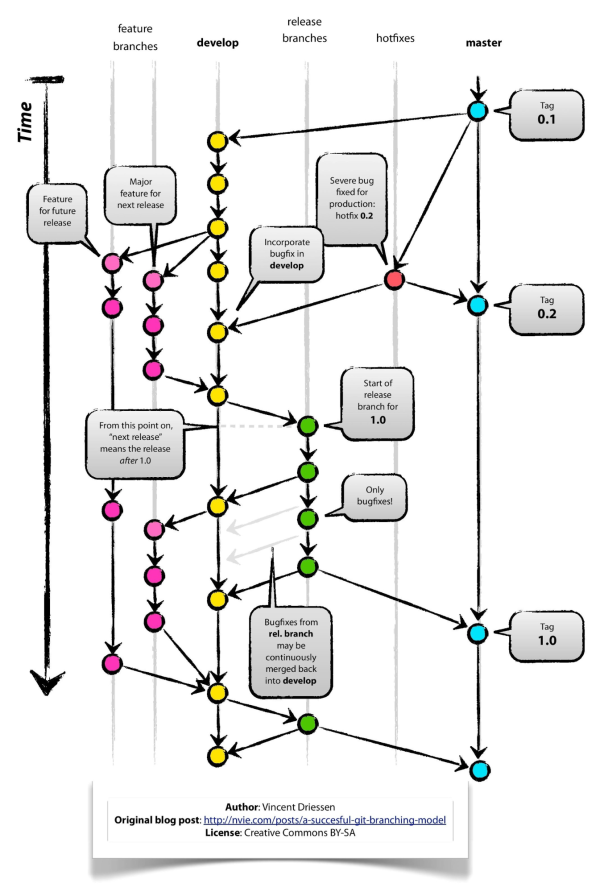 feature
branches
develop
release
branches
hotfixes
master
Time
Tag
0.1
Major
feature for
next release
Feature
for future
release
Severe bug
fixed for
production:
hotfix 0.2
Incorporate
bugfix in
develop
Tag
0.2
Start of
release
branch for
1.0
From this point on,
“next release”
means the release
after 1.0
Only
bugfixes!
Bugfixes from
rel. branch
may be
continuously
merged back
into develop
Tag
1.0
Author: Vincent Driessen
Original blog post: http://nvie.com/posts/a-succesful-git-branching-model
License: Creative Commons BY-SA